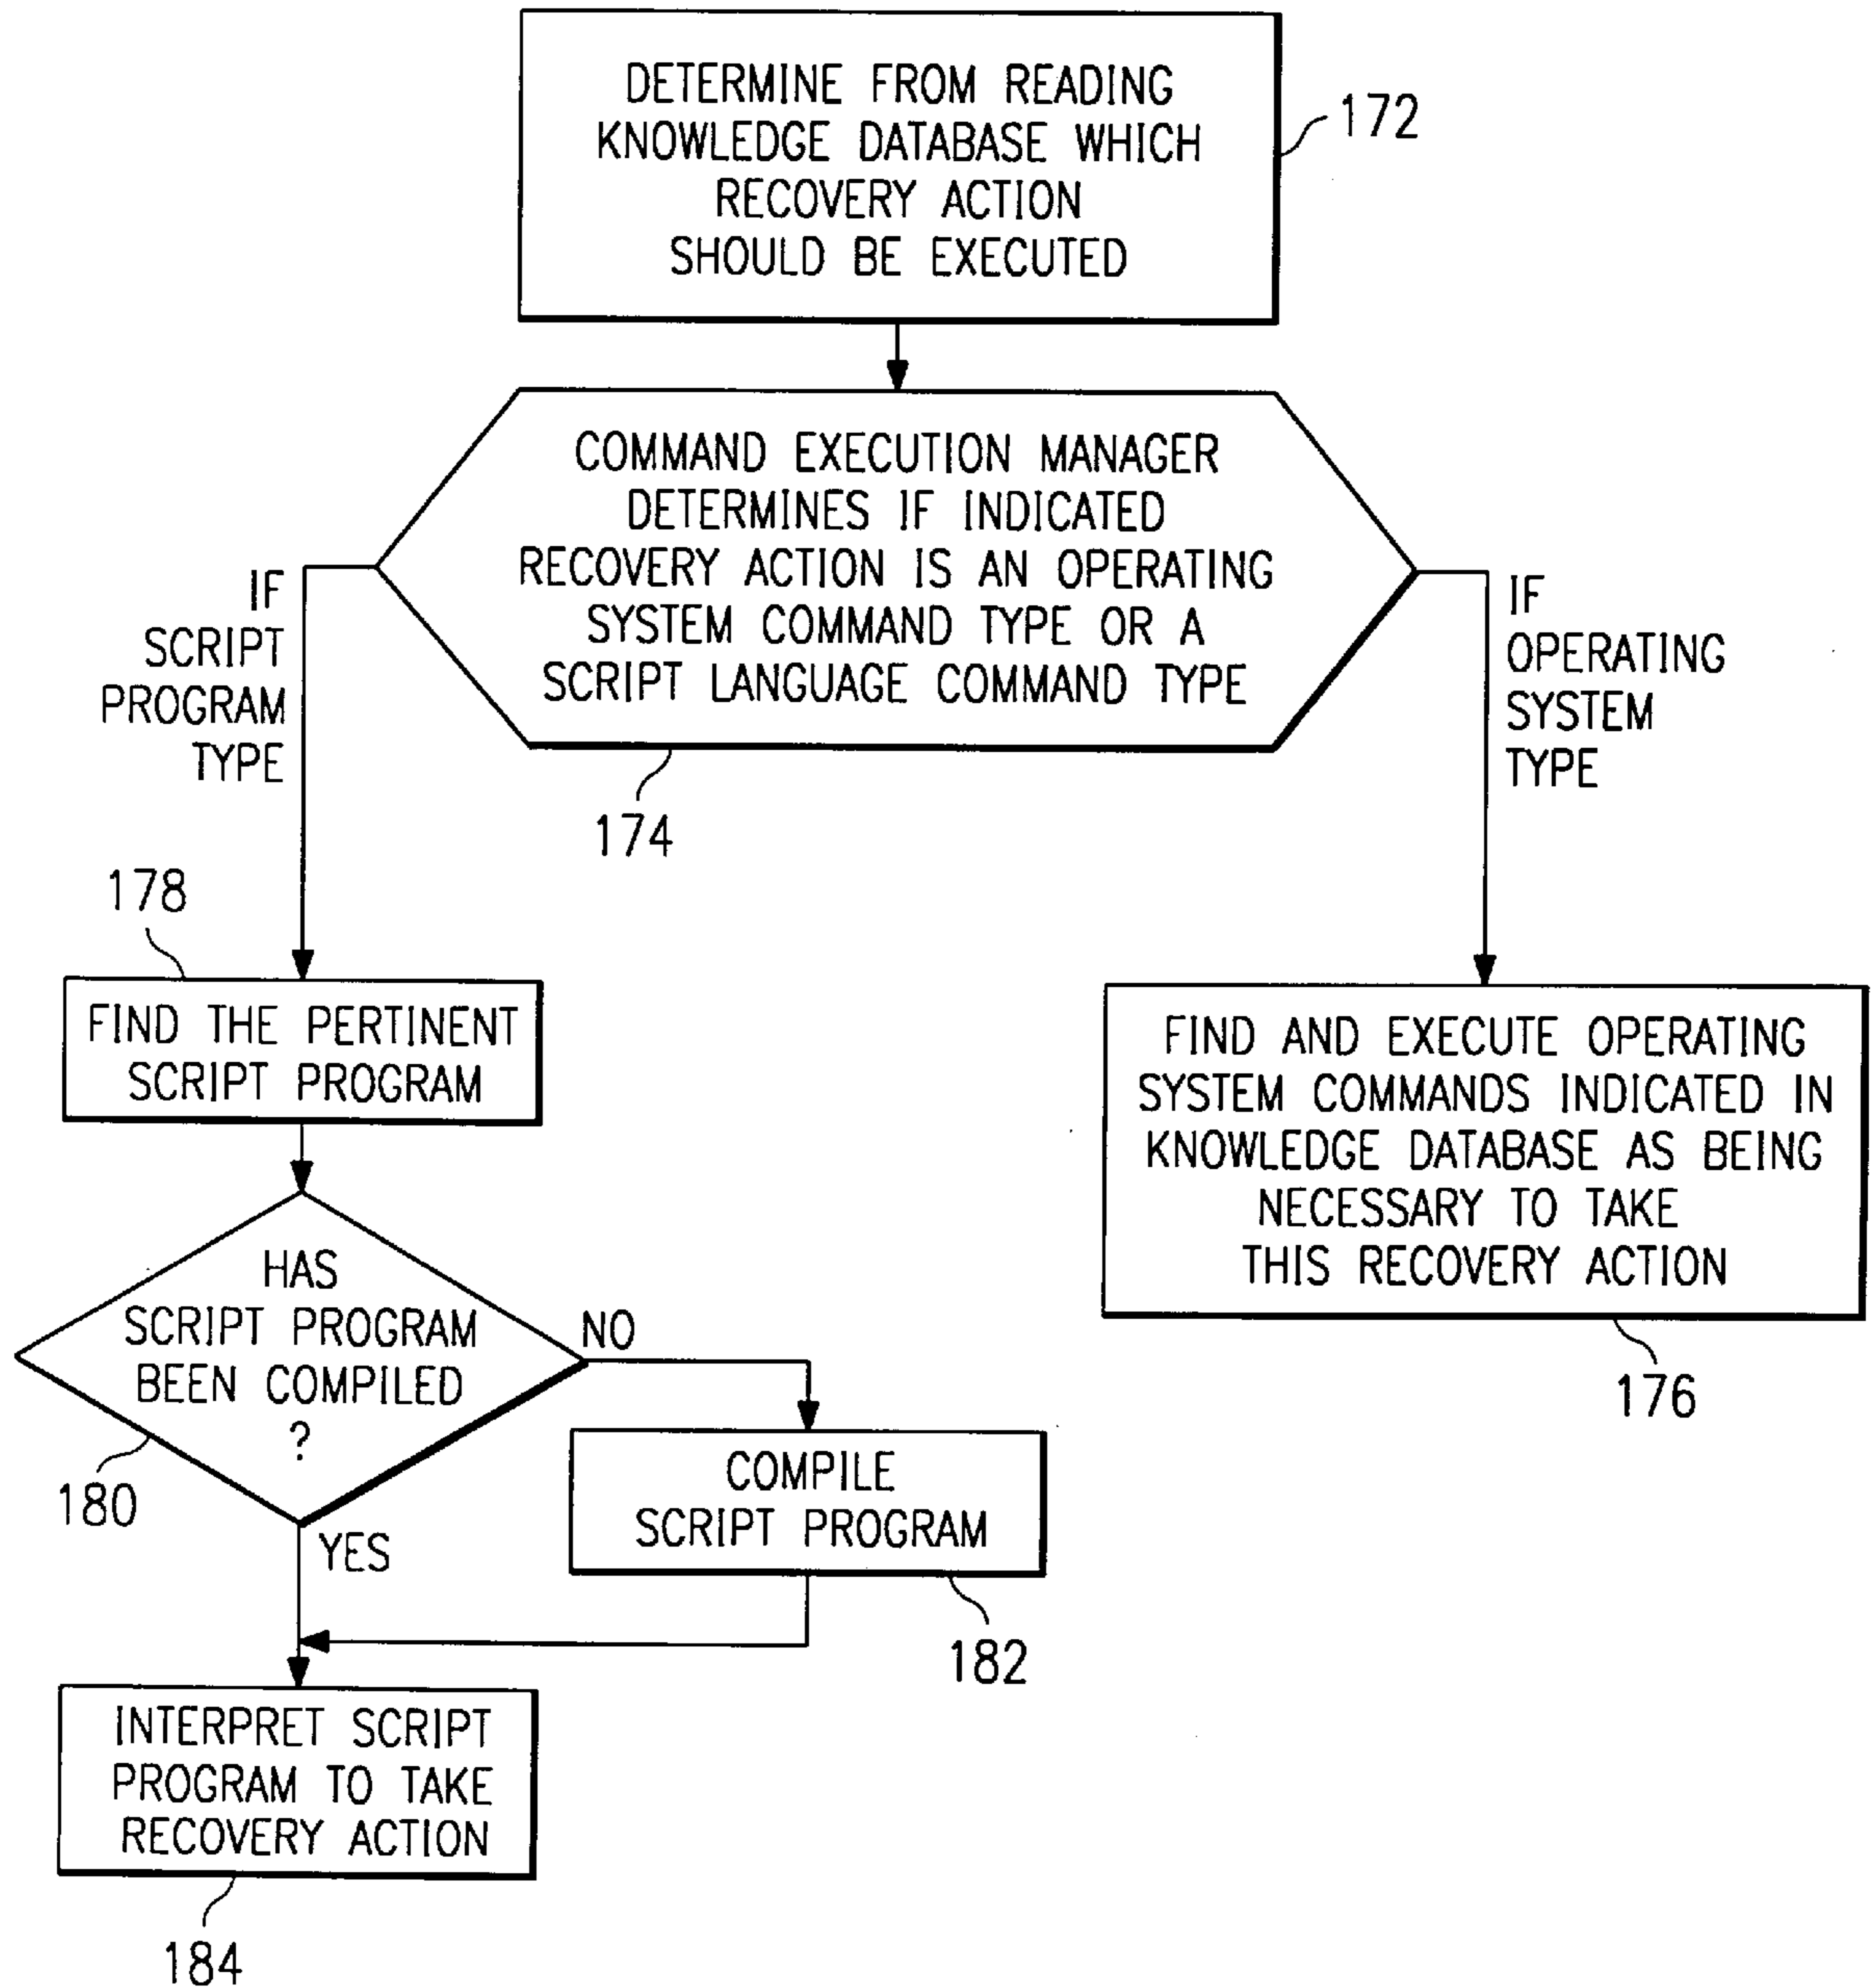 DETERMINE FROM READING
KNOWLEDGE DATABASE WHICH
RECOVERY ACTION
SHOULD BE EXECUTED
172
COMMAND EXECUTION MANAGER
DETERMINES IF INDICATED
RECOVERY ACTION IS AN OPERATING
SYSTEM COMMAND TYPE OR A
SCRIPT LANGUAGE COMMAND TYPE
174
IF
SCRIPT
PROGRAM
TYPE
IF
OPERATING
SYSTEM
TYPE
178
FIND THE PERTINENT
SCRIPT PROGRAM
FIND AND EXECUTE OPERATING
SYSTEM COMMANDS INDICATED IN
KNOWLEDGE DATABASE AS BEING
NECESSARY TO TAKE
THIS RECOVERY ACTION
176
HAS
SCRIPT PROGRAM
BEEN COMPILED
?
180
NO
YES
COMPILE
SCRIPT PROGRAM
182
INTERPRET SCRIPT
PROGRAM TO TAKE
RECOVERY ACTION
184